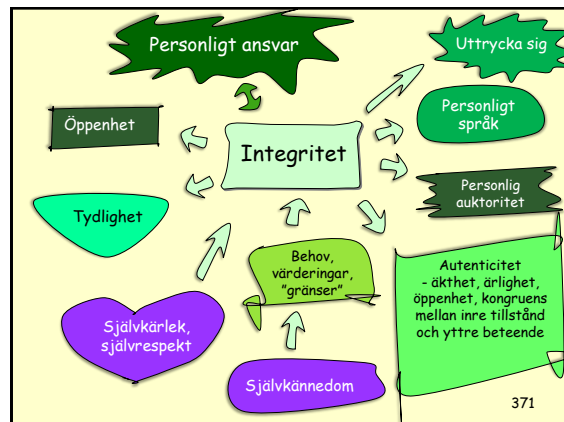 Personligt ansvar
Uttrycka sig
Öppenhet
Personligt
språk
Integritet
Personlig
auktoritet
Tydlighet
Behov,
värderingar,
”gränser”
Autenticitet
- äkthet, ärlighet,
öppenhet, kongruens
mellan inre tillstånd
och yttre beteende
Självkärlek,
självrespekt
Självkännedom
371